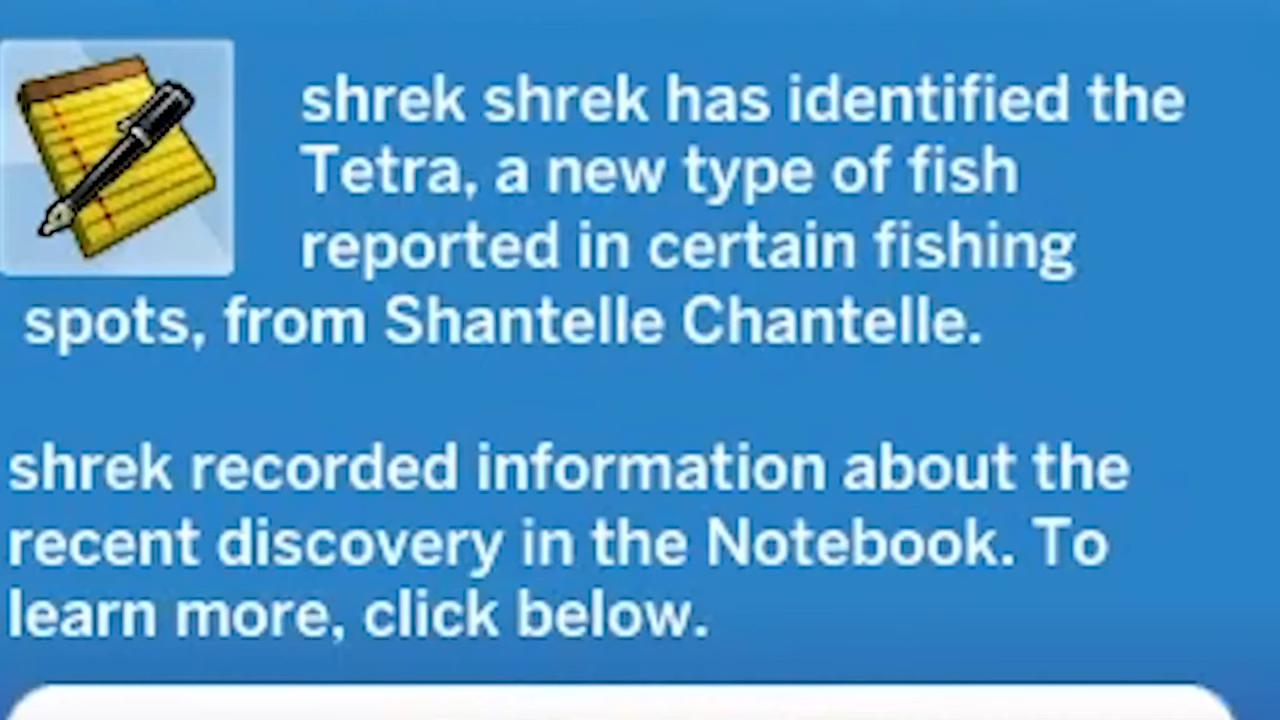 shrek shrek has identified the
Tetra, a new type of fish
reported in certain fishing
spots, from Shantelle Chantelle.
shrek recorded information about the
recent discovery in the Notebook. To
learn more, click below.